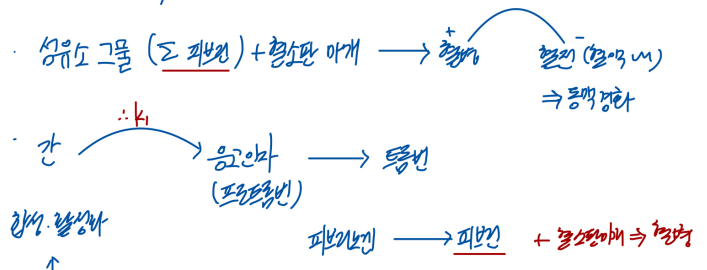 · 섬유소 그물 (Σ 피브린) + 혈소판 마개 → 혈병 + 혈전 - (혈액 내)
⇒ 동맥경화
∴ k₁
· 간 응고인자 → 트롬빈
(프로트롬빈)
합성·활성화
피브리노겐 → 피브린 + 혈소판마개 ⇒ 혈병
↑